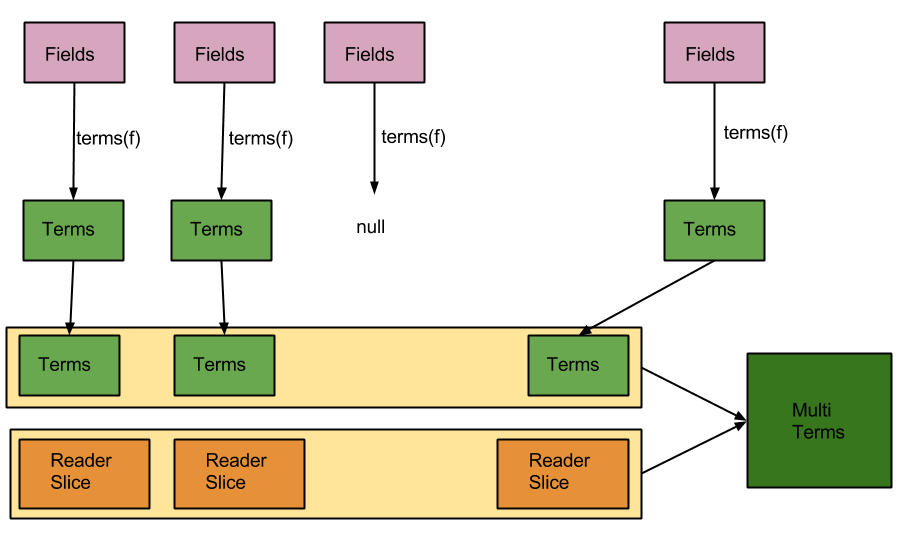 Fields
Fields
Fields
Fields
terms(f)
terms(f)
terms(f)
terms(f)
Terms
Terms
null
Terms
Terms
Terms
Terms
Multi
Terms
Reader
Slice
Reader
Slice
Reader
Slice